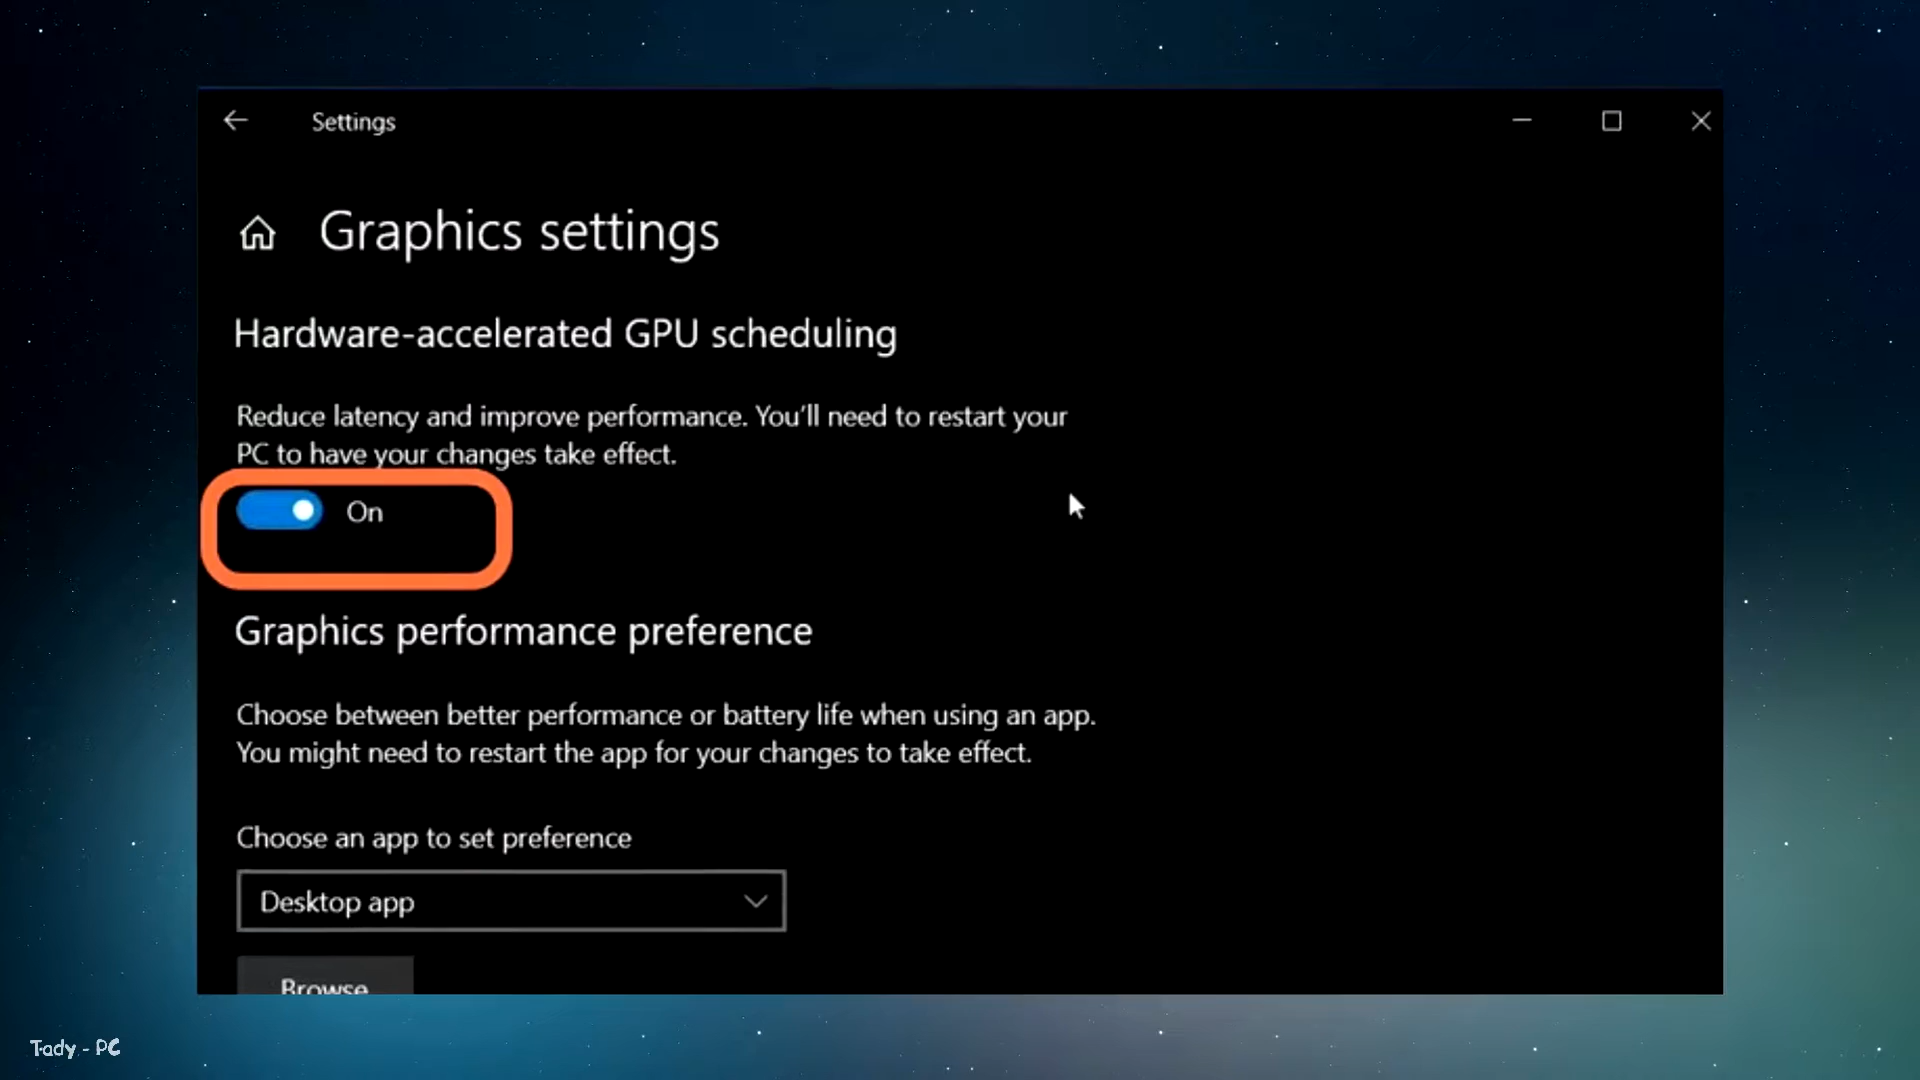 Settings
Graphics settings
Hardware-accelerated GPU scheduling
Reduce latency and improve performance. You'll need to restart your
PC to have your changes take effect.
On
Graphics performance preference
Choose between better performance or battery life when using an app.
You might need to restart the app for your changes to take effect.
Choose an app to set preference
Desktop app
Browse
Tady - PC